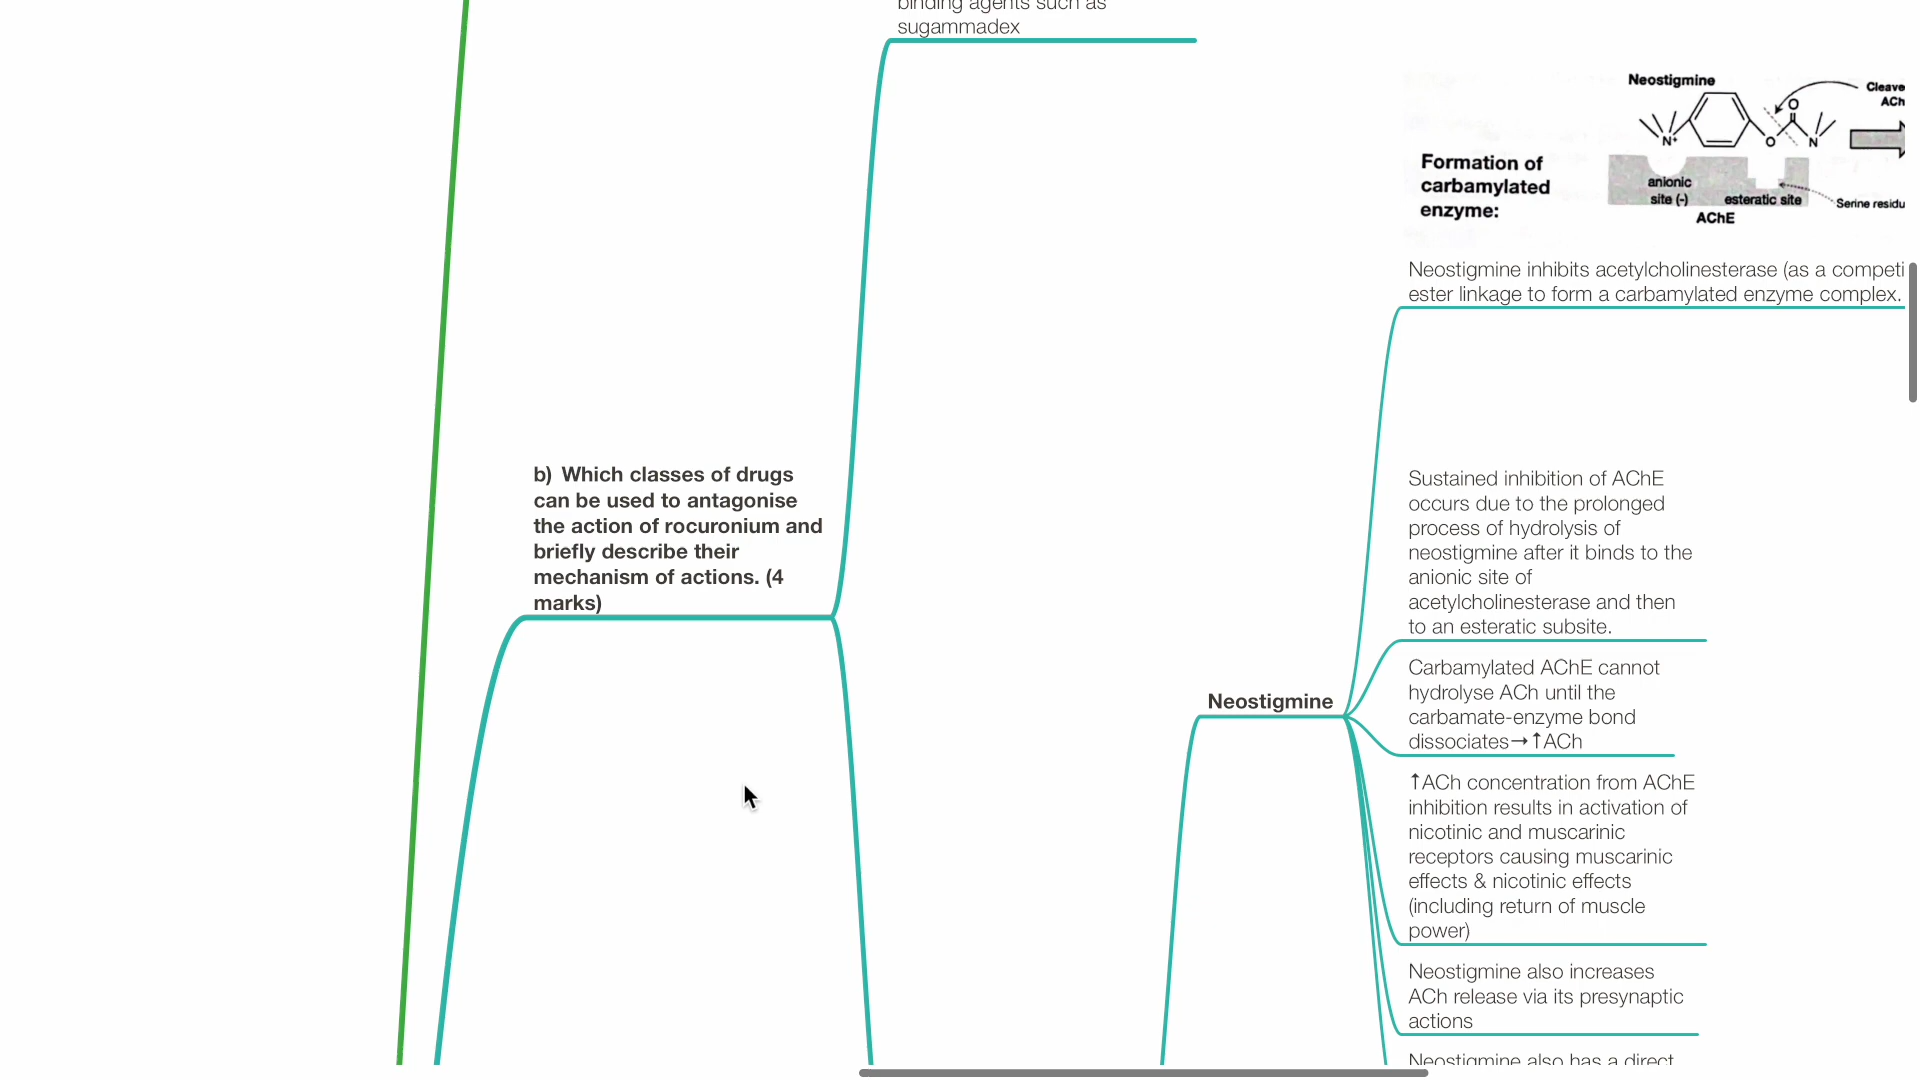 binding agents such as
sugammadex
Neostigmine
Cleave
ACh
O
N+
O
N
Formation of
carbamylated
enzyme:
anionic
site (-)
esteratic site
Serine residu
AChE
Neostigmine inhibits acetylcholinesterase (as a competi
ester linkage to form a carbamylated enzyme complex.
b) Which classes of drugs
can be used to antagonise
the action of rocuronium and
briefly describe their
mechanism of actions. (4
marks)
Sustained inhibition of AChE
occurs due to the prolonged
process of hydrolysis of
neostigmine after it binds to the
anionic site of
acetylcholinesterase and then
to an esteratic subsite.
Neostigmine
Carbamylated AChE cannot
hydrolyse ACh until the
carbamate-enzyme bond
dissociates→↑ACh
↑ACh concentration from AChE
inhibition results in activation of
nicotinic and muscarinic
receptors causing muscarinic
effects & nicotinic effects
(including return of muscle
power)
Neostigmine also increases
ACh release via its presynaptic
actions
Neostigmine also has a direct